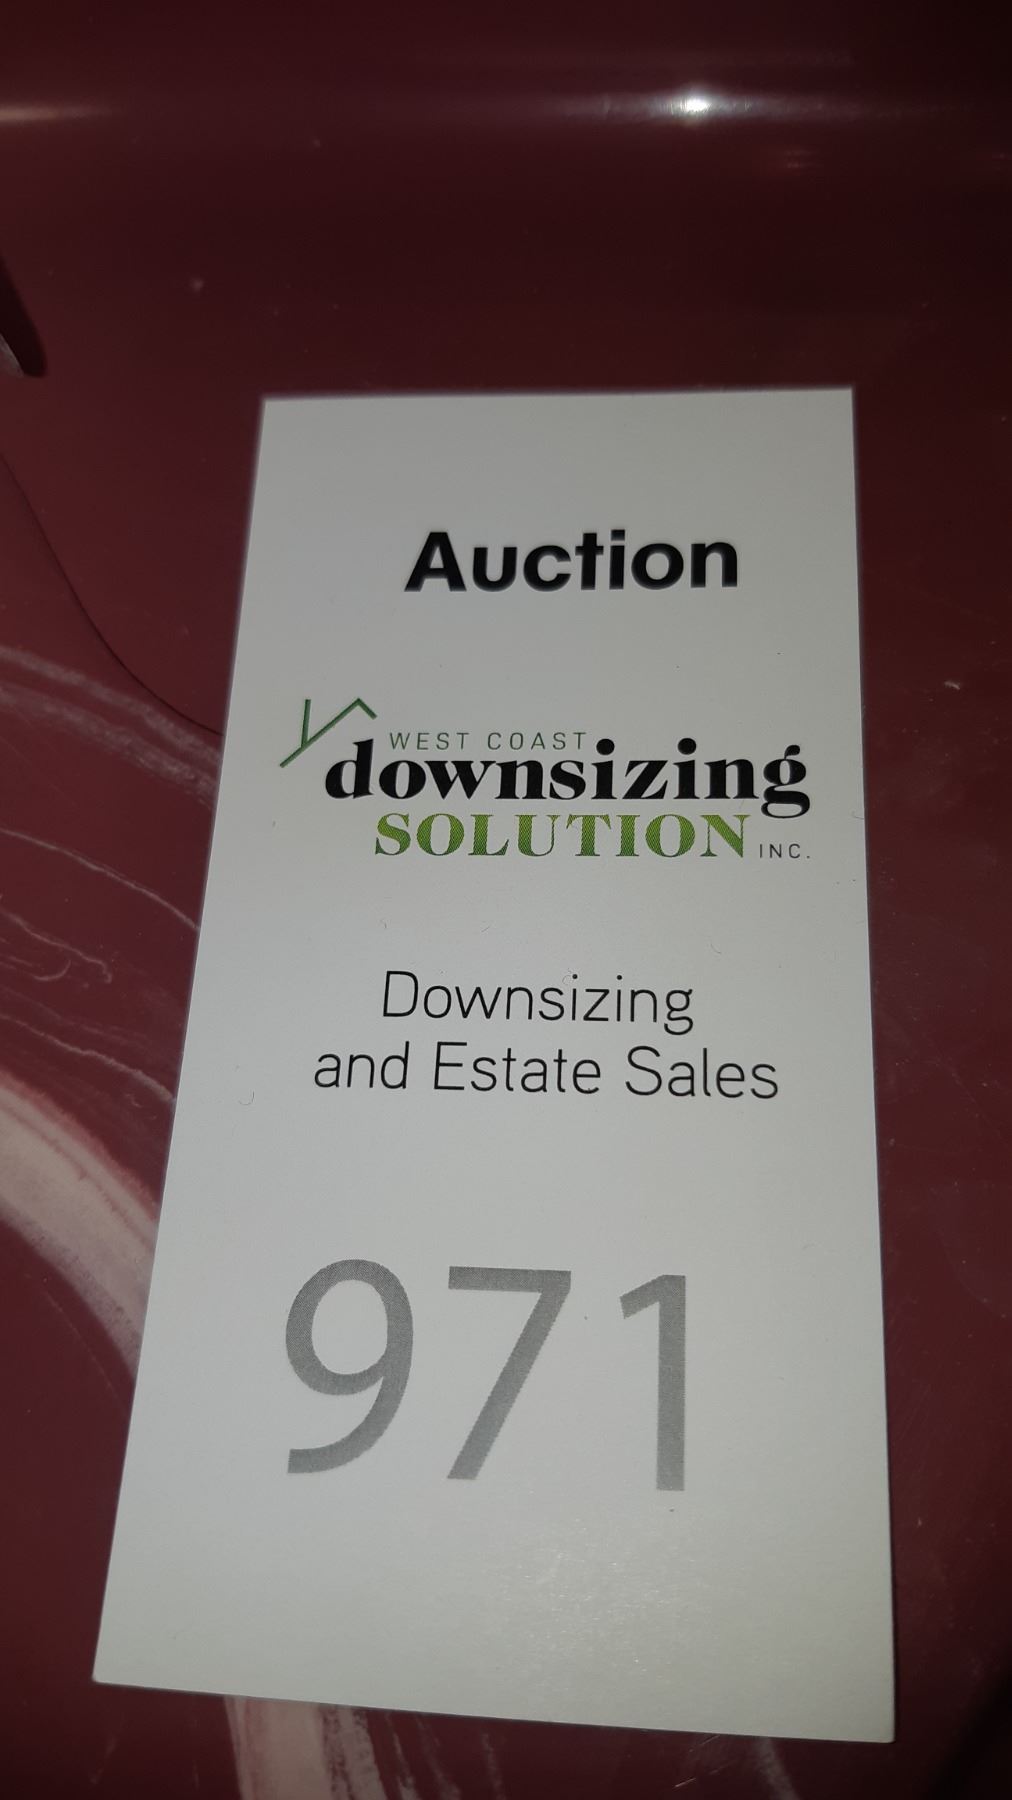 Auction
WEST COAST
downsizing
SOLUTION INC.
Downsizing
and Estate Sales
971